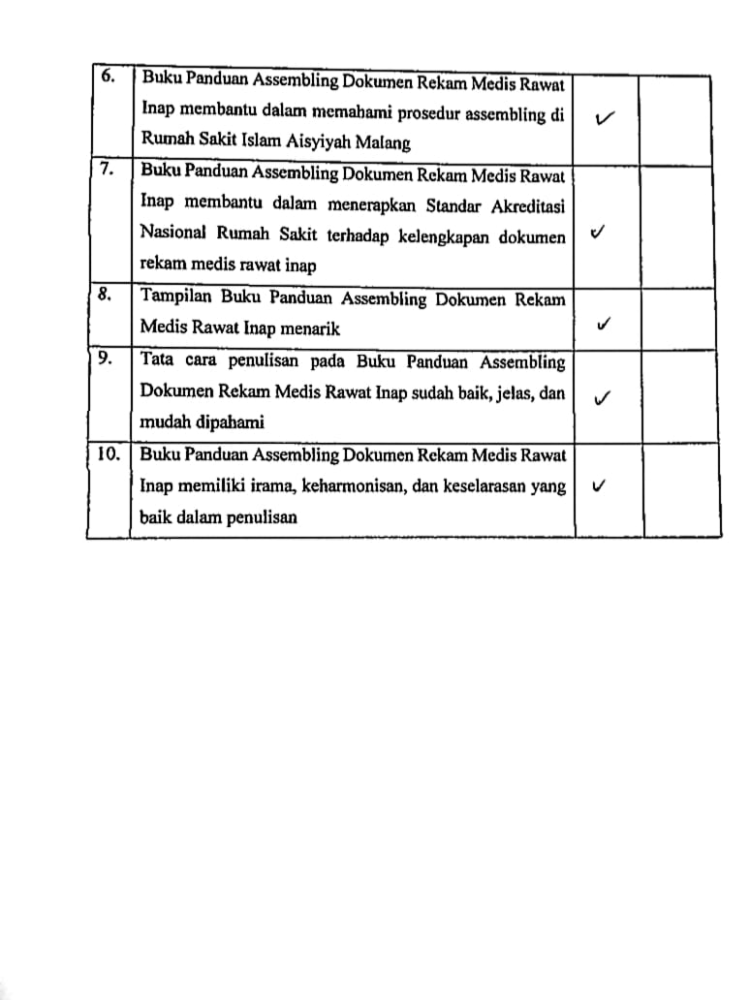 6. Buku Panduan Assembling Dokumen Rekam Medis Rawat
Inap membantu dalam memahami prosedur assembling di ✓
Rumah Sakit Islam Aisyiyah Malang
7. Buku Panduan Assembling Dokumen Rekam Medis Rawat
Inap membantu dalam menerapkan Standar Akreditasi
Nasional Rumah Sakit terhadap kelengkapan dokumen ✓
rekam medis rawat inap
8. Tampilan Buku Panduan Assembling Dokumen Rekam
Medis Rawat Inap menarik ✓
9. Tata cara penulisan pada Buku Panduan Assembling
Dokumen Rekam Medis Rawat Inap sudah baik, jelas, dan ✓
mudah dipahami
10. Buku Panduan Assembling Dokumen Rekam Medis Rawat
Inap memiliki irama, keharmonisan, dan keselarasan yang ✓
baik dalam penulisan